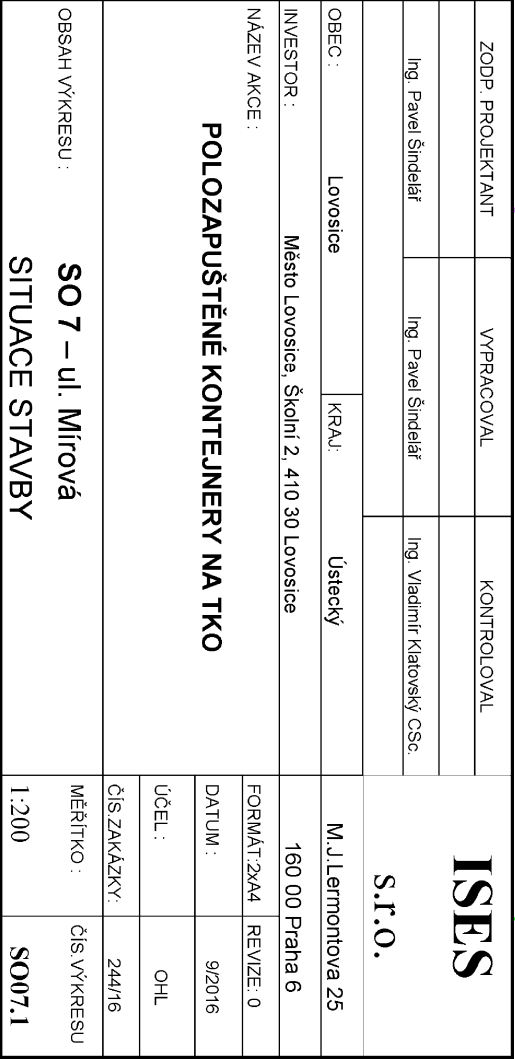 ZODP. PROJEKTANT VYPRACOVAL KONTROLOVAL
Ing. Pavel Šindelář Ing. Pavel Šindelář Ing. Vladimír Klatovský CSc.
ISES
s.r.o.
OBEC : Lovosice KRAJ: Ústecký
M.J.Lermontova 25
INVESTOR : Město Lovosice, Školní 2, 410 30 Lovosice
160 00 Praha 6
NÁZEV AKCE :
POLOZAPUŠTĚNÉ KONTEJNERY NA TKO
FORMÁT:2xA4 REVIZE: 0
DATUM : 9/2016
ÚČEL : OHL
ČÍS.ZAKÁZKY: 244/16
OBSAH VÝKRESU :
SO 7 – ul. Mírová
SITUACE STAVBY
MĚŘÍTKO : ČÍS.VÝKRESU
1:200 SO07.1